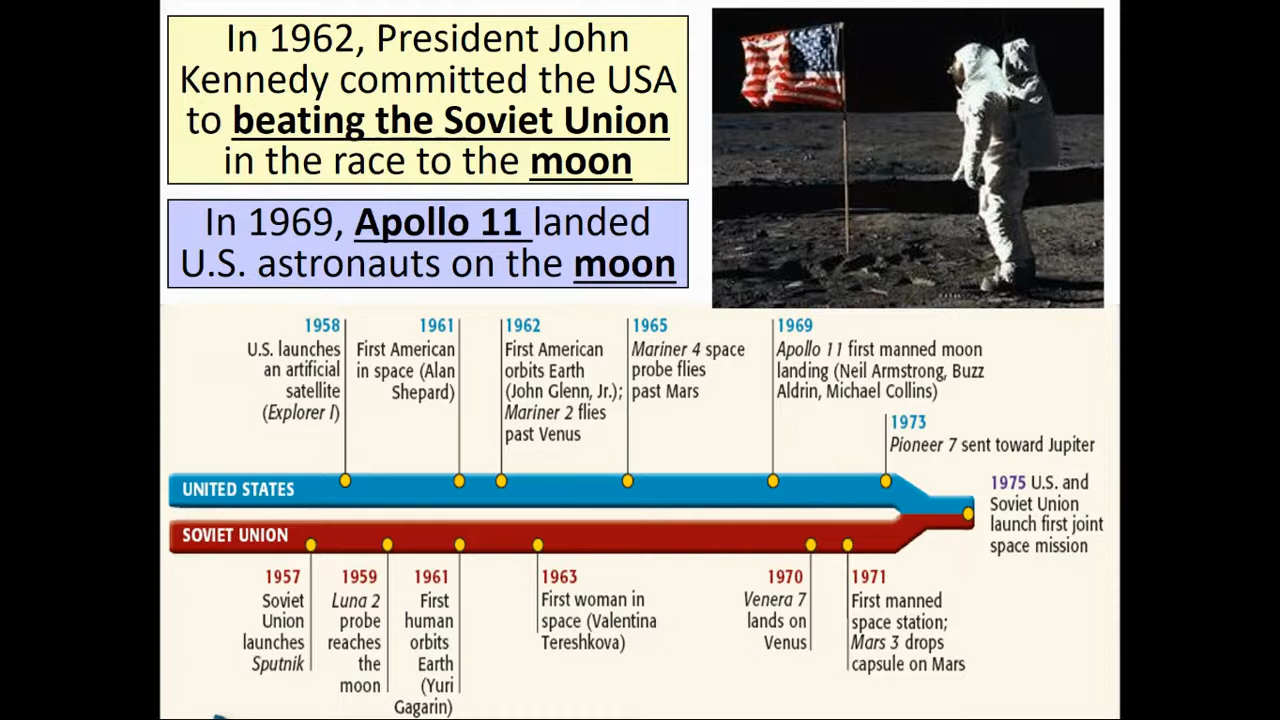 In 1962, President John
Kennedy committed the USA
to beating the Soviet Union
in the race to the moon
In 1969, Apollo 11 landed
U.S. astronauts on the moon
1958
U.S. launches
an artificial
satellite
(Explorer I)
1961
First American
in space (Alan
Shepard)
1962
First American
orbits Earth
(John Glenn, Jr.);
Mariner 2 flies
past Venus
1965
Mariner 4 space
probe flies
past Mars
1969
Apollo 11 first manned moon
landing (Neil Armstrong, Buzz
Aldrin, Michael Collins)
1973
Pioneer 7 sent toward Jupiter
UNITED STATES
SOVIET UNION
1975 U.S. and
Soviet Union
launch first joint
space mission
1957
Soviet
Union
launches
Sputnik
1959
Luna 2
probe
reaches
the
moon
1961
First
human
orbits
Earth
(Yuri
Gagarin)
1963
First woman in
space (Valentina
Tereshkova)
1970
Venera 7
lands on
Venus
1971
First manned
space station;
Mars 3 drops
capsule on Mars